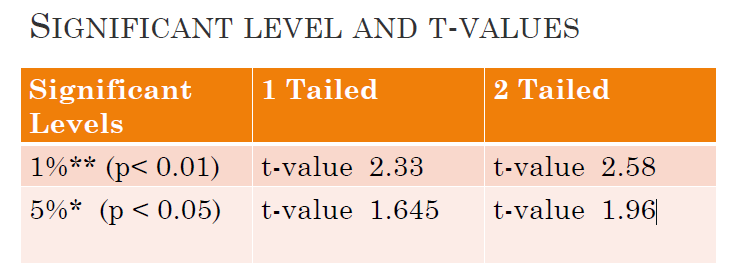 SIGNIFICANT LEVEL AND T-VALUES
Significant Levels 1 Tailed 2 Tailed
1%** (p< 0.01) t-value 2.33 t-value 2.58
5%* (p < 0.05) t-value 1.645 t-value 1.96